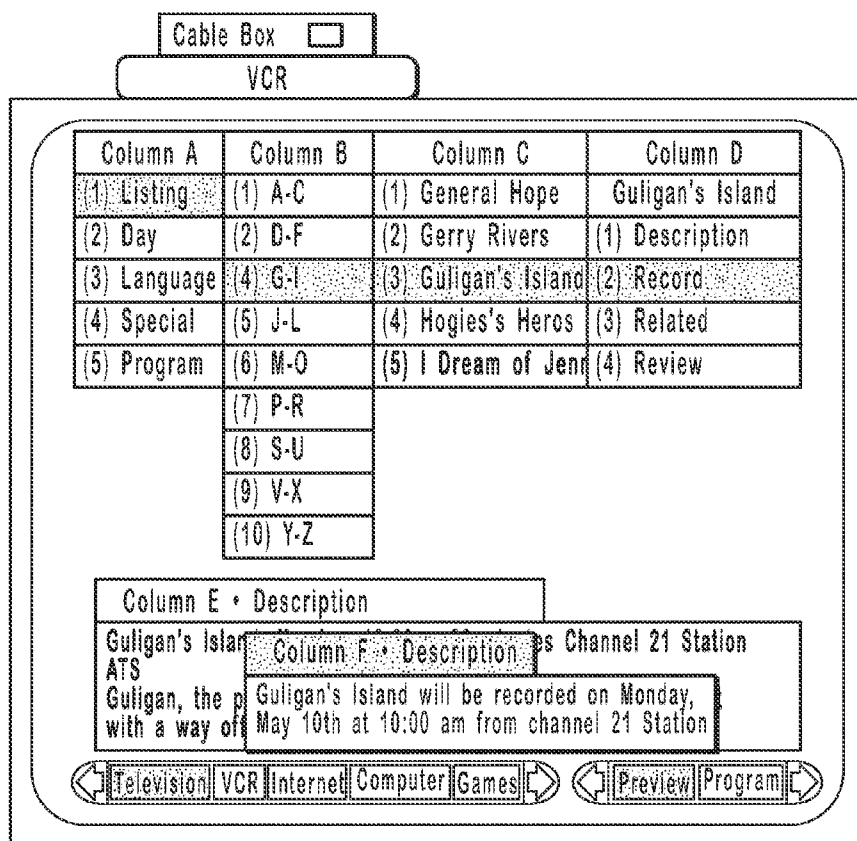 Cable Box
VCR
Column A Column B Column C Column D
(1) Listing (1) A-C (1) General Hope Guligan's Island
(2) Day (2) D-F (2) Gerry Rivers (1) Description
(3) Language (4) G-I (3) Guligan's Island (2) Record
(4) Special (5) J-L (4) Hogies's Heros (3) Related
(5) Program (6) M-O (5) I Dream of Jenn (4) Review
(7) P-R
(8) S-U
(9) V-X
(10) Y-Z
Column E • Description
Guligan's Islan es Channel 21 Station
ATS
Guligan, the p
with a way off
Column F • Description
Guligan's Island will be recorded on Monday,
May 10th at 10:00 am from channel 21 Station
Television VCR Internet Computer Games Preview Program